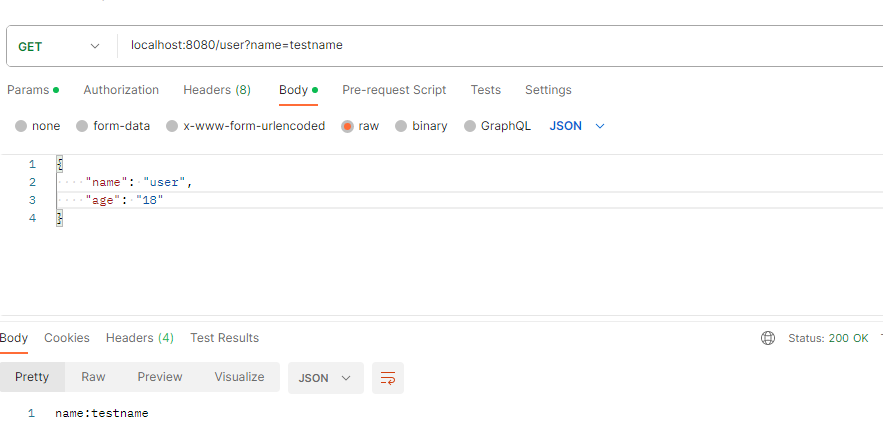 GET localhost:8080/user?name=testname
Params Authorization Headers (8) Body Pre-request Script Tests Settings
none form-data x-www-form-urlencoded raw binary GraphQL JSON
1 {
2 "name": "user",
3 "age": "18"
4 }
Body Cookies Headers (4) Test Results Status: 200 OK
Pretty Raw Preview Visualize JSON
1 name:testname